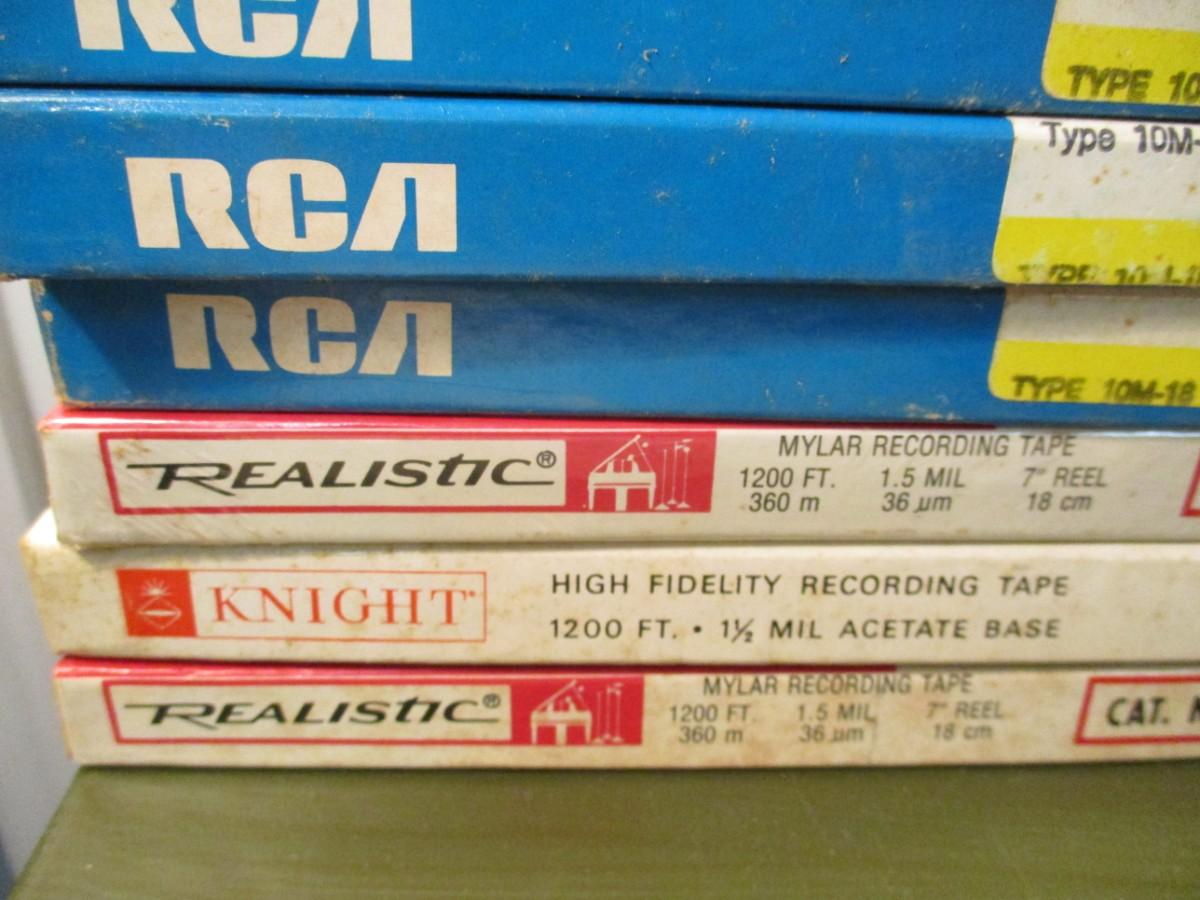 RCA
TYPE 10
RCA
Type 10M-
TYPE 10
RCA
TYPE 10M-18
REALISTIC®
MYLAR RECORDING TAPE
1200 FT. 1.5 MIL 7" REEL
360 m 36 µm 18 cm
KNIGHT
HIGH FIDELITY RECORDING TAPE
1200 FT. • 1½ MIL ACETATE BASE
REALISTIC®
MYLAR RECORDING TAPE
1200 FT. 1.5 MIL 7" REEL
360 m 36 µm 18 cm
CAT.